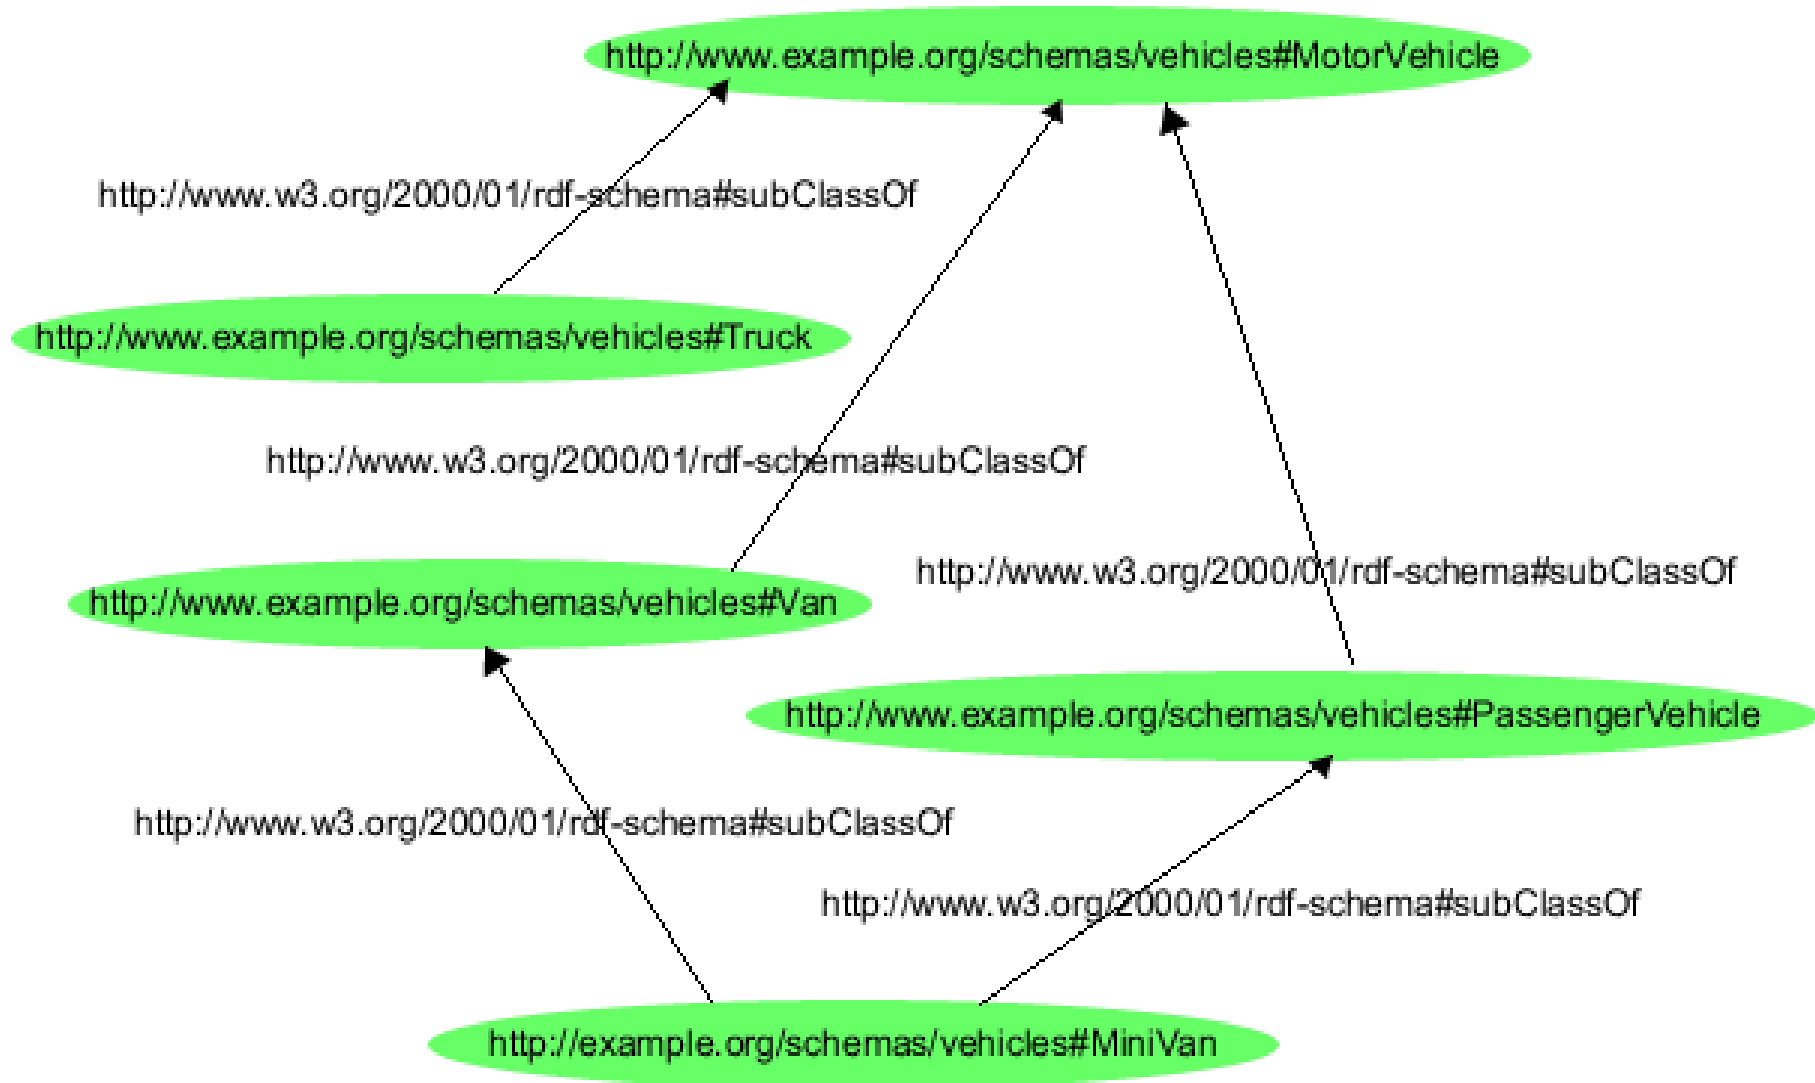 http://www.example.org/schemas/vehicles#MotorVehicle
http://www.w3.org/2000/01/rdf-schema#subClassOf
http://www.example.org/schemas/vehicles#Truck
http://www.w3.org/2000/01/rdf-schema#subClassOf
http://www.w3.org/2000/01/rdf-schema#subClassOf
http://www.example.org/schemas/vehicles#Van
http://www.example.org/schemas/vehicles#PassengerVehicle
http://www.w3.org/2000/01/rdf-schema#subClassOf
http://www.w3.org/2000/01/rdf-schema#subClassOf
http://example.org/schemas/vehicles#MiniVan